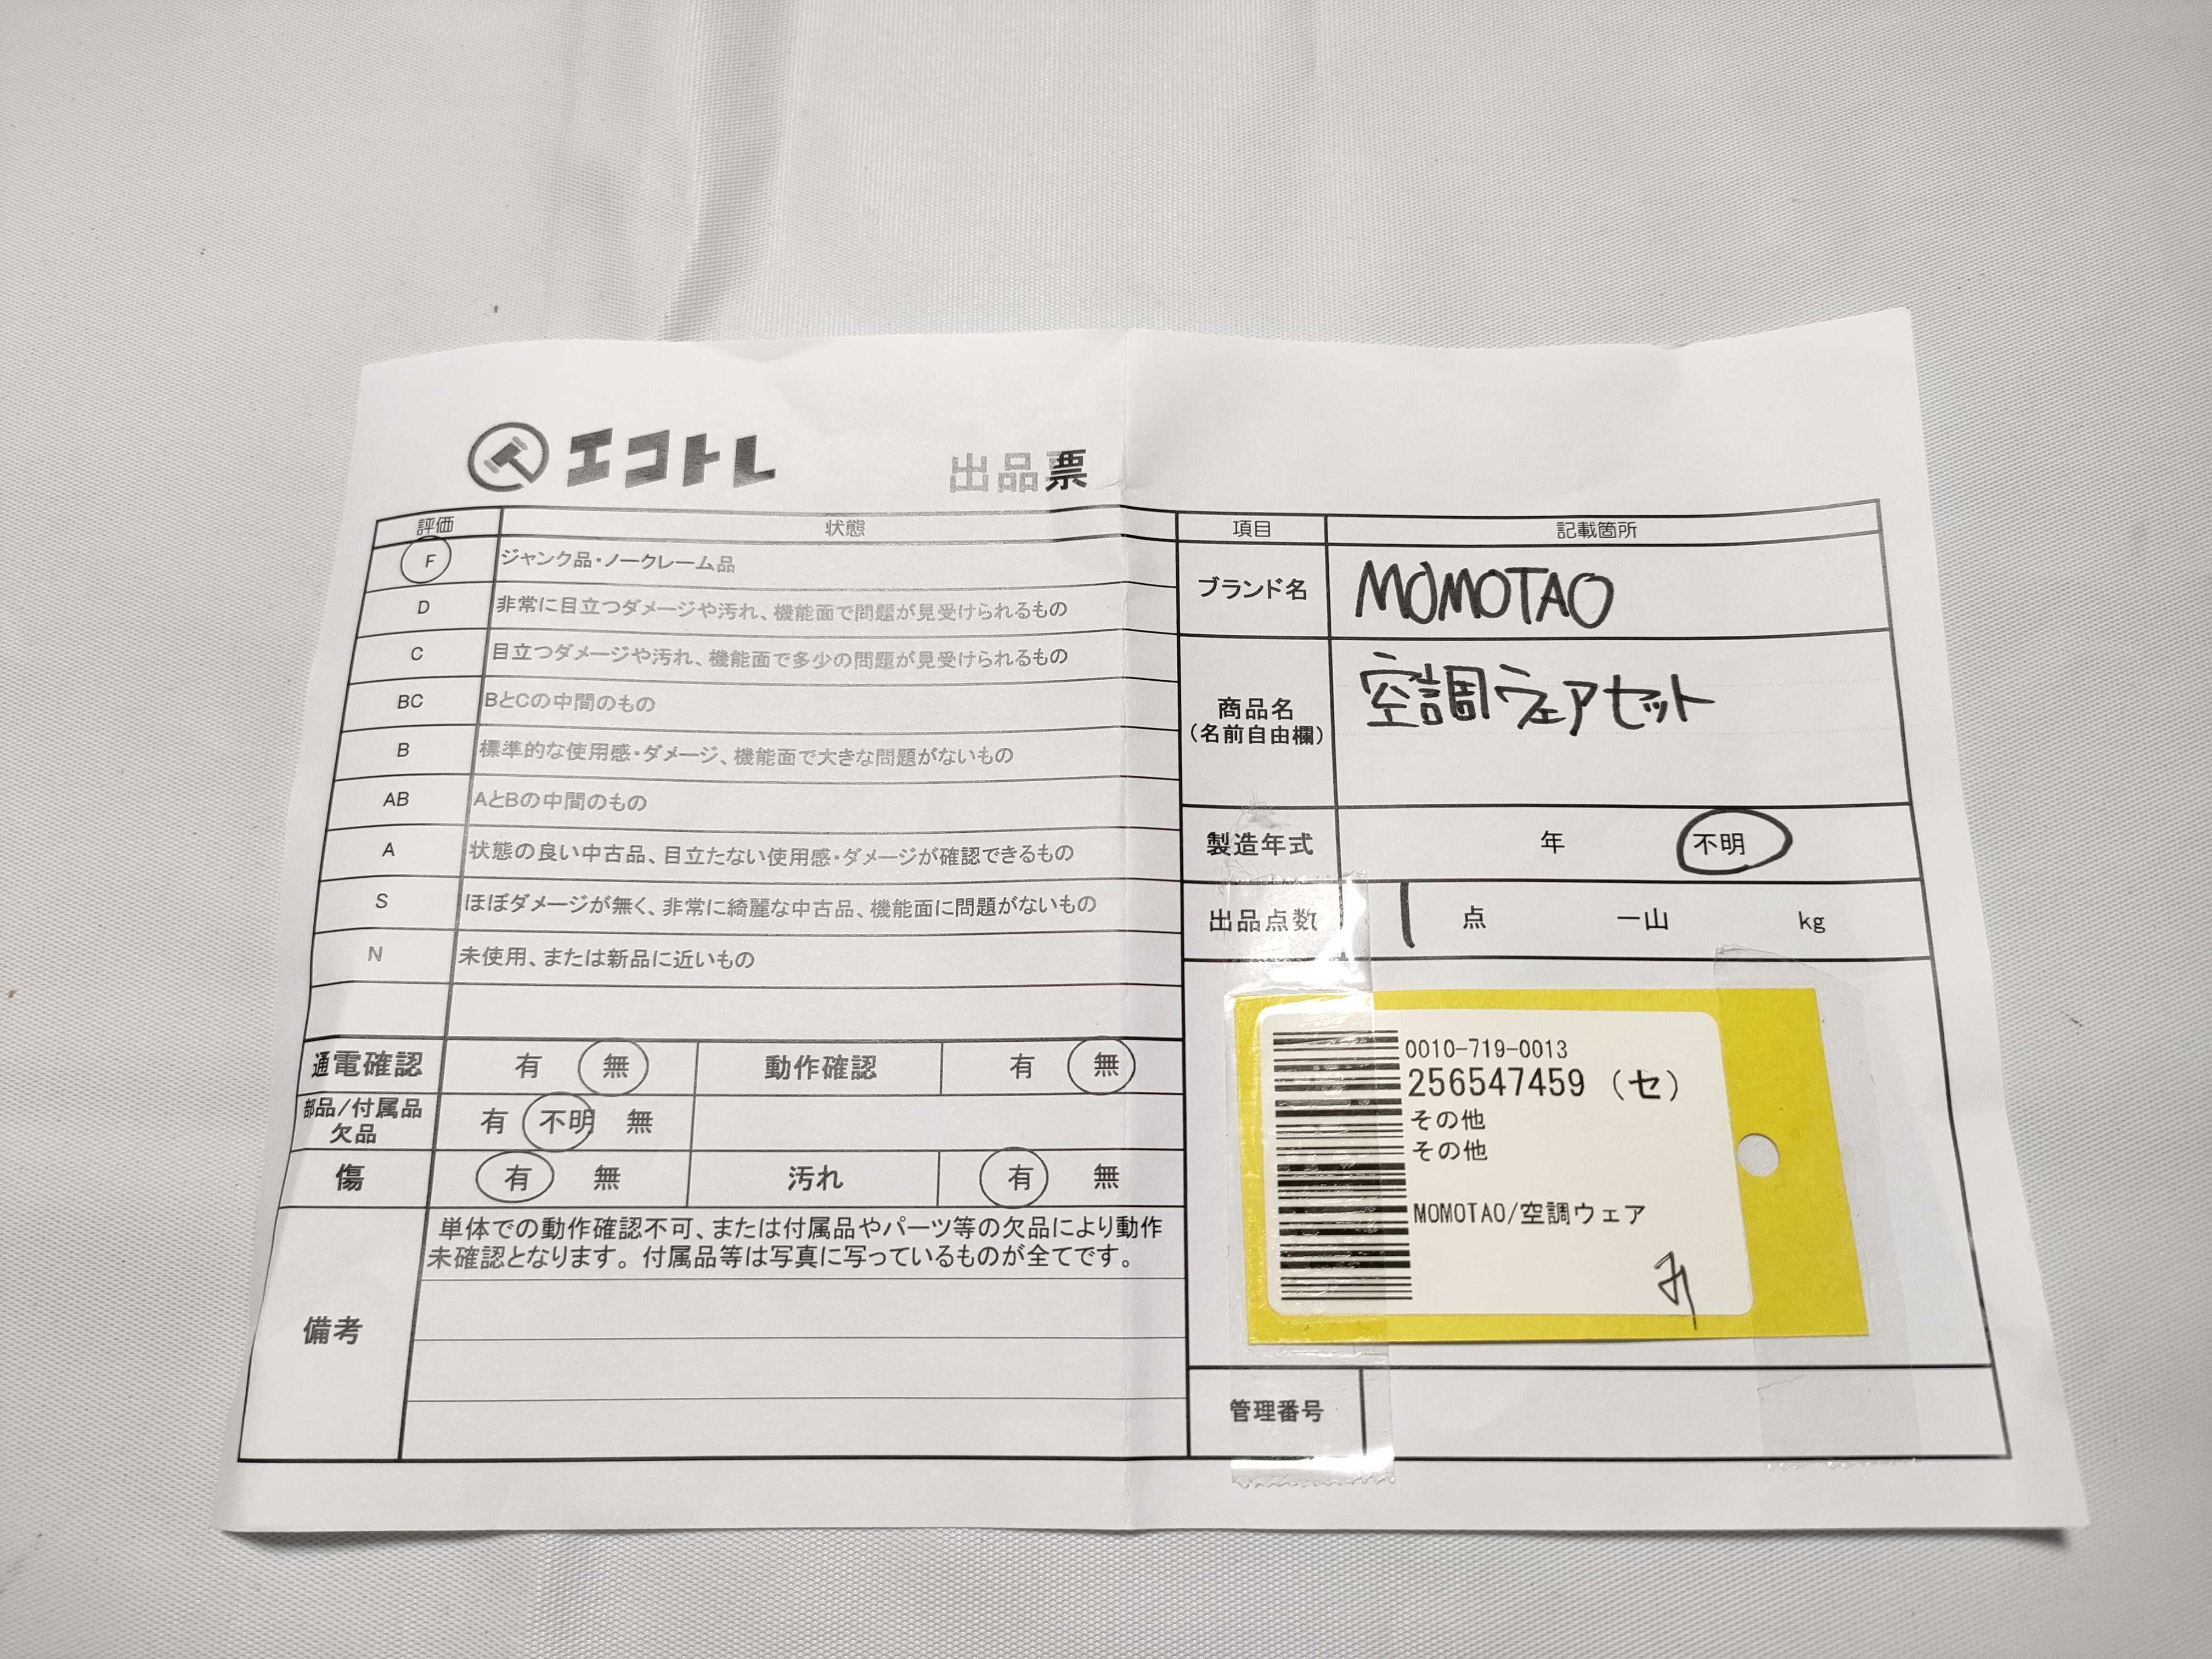 エコトレ
出品票
評価 状態
F ジャンク品・ノークレーム品
D 非常に目立つダメージや汚れ、機能面で問題が見受けられるもの
C 目立つダメージや汚れ、機能面で多少の問題が見受けられるもの
BC BとCの中間のもの
B 標準的な使用感・ダメージ、機能面で大きな問題がないもの
AB AとBの中間のもの
A 状態の良い中古品、目立たない使用感・ダメージが確認できるもの
S ほぼダメージが無く、非常に綺麗な中古品、機能面に問題がないもの
N 未使用、または新品に近いもの
通電確認 有 無 動作確認 有 無
部品/付属品
欠品 有 不明 無
傷 有 無 汚れ 有 無
備考
単体での動作確認不可、または付属品やパーツ等の欠品により動作
未確認となります。付属品等は写真に写っているものが全てです。
項目 記載箇所
ブランド名 MOMOTAO
商品名
(名前自由欄)
空調ウェアセット
製造年式 年 不明
出品点数 1 点 一山 kg
0010-719-0013
256547459 (セ)
その他
その他
MOMOTAO/空調ウェア
管理番号